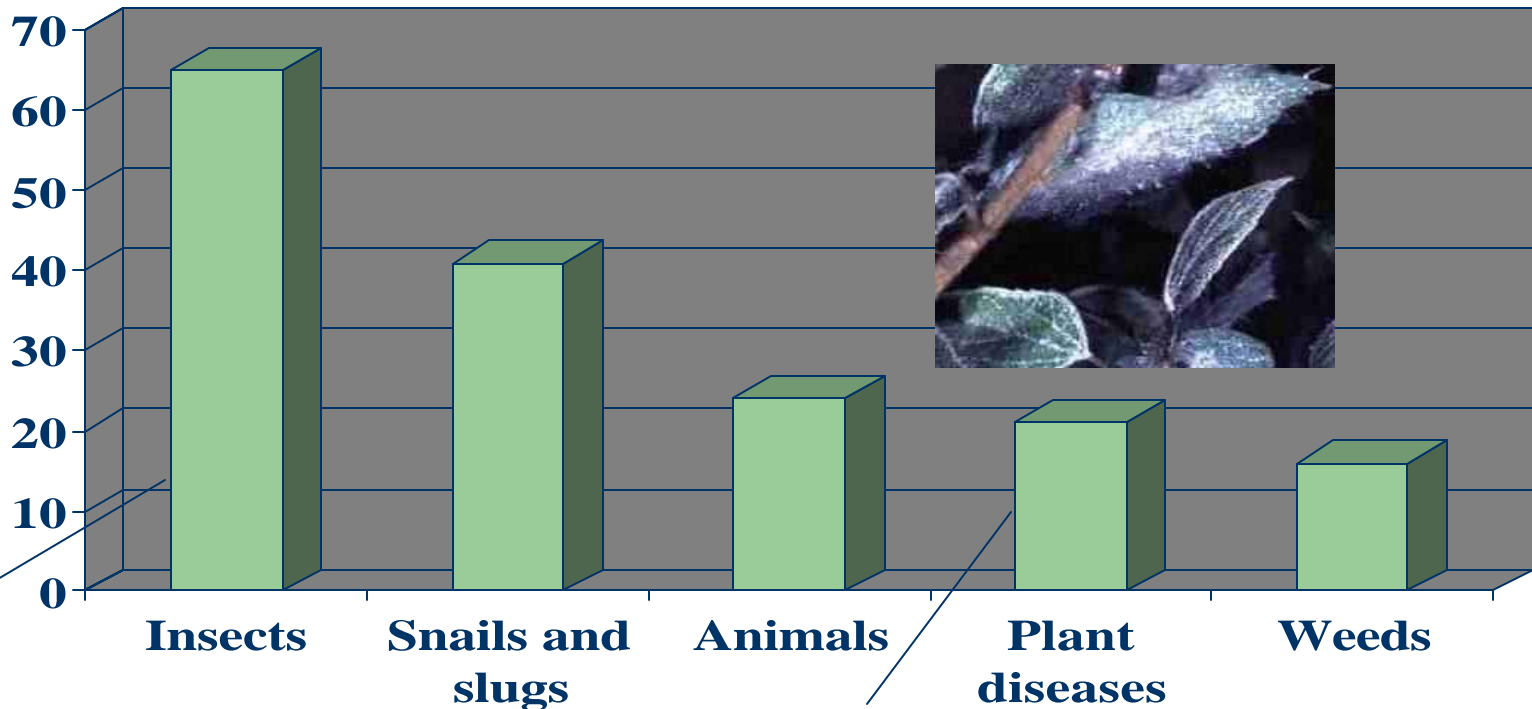 70
60
50
40
30
20
10
0
Insects
Snails and
slugs
Animals
Plant
diseases
Weeds